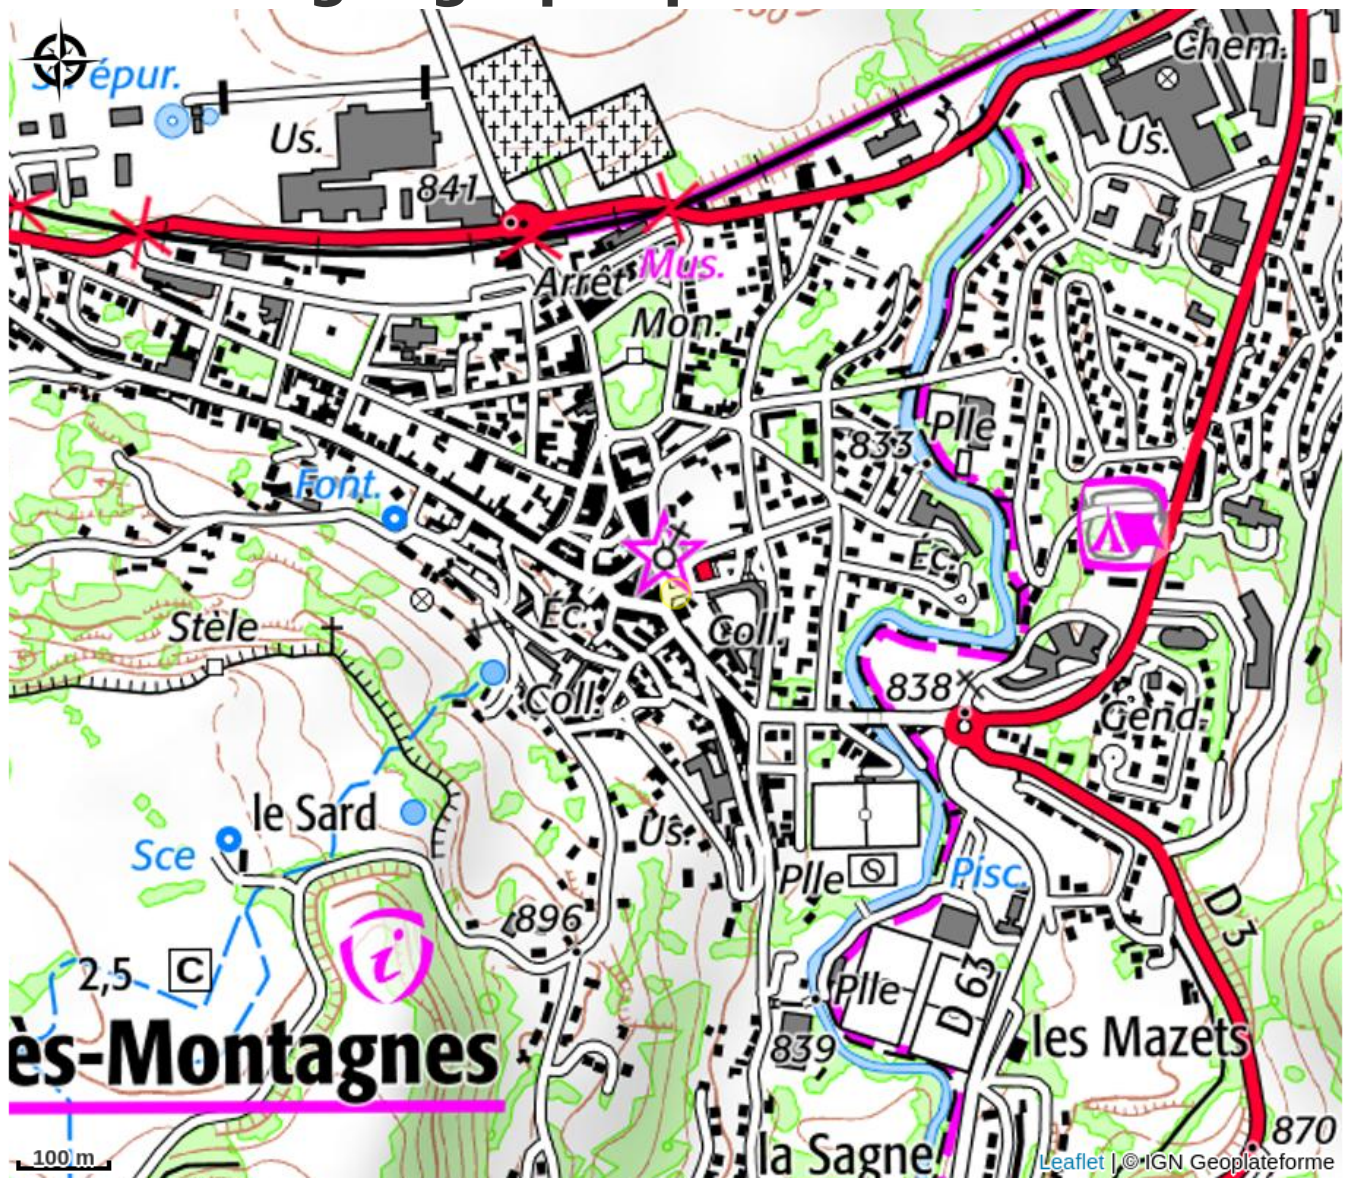 épur.
Chem.
Us.
Us.
841
Mus.
Arrêt
Mon.
833
Plle
Font.
Éc.
Éc.
Stèle
Coll.
838
Coll.
Gend.
le Sard
Us.
Sce
Plle
Pisc.
D 3
896
2,5
C
i
Plle
D 63
ès-Montagnes
839
les Mazets
870
la Sagne
100 m
Leaflet | © IGN Geoplateforme